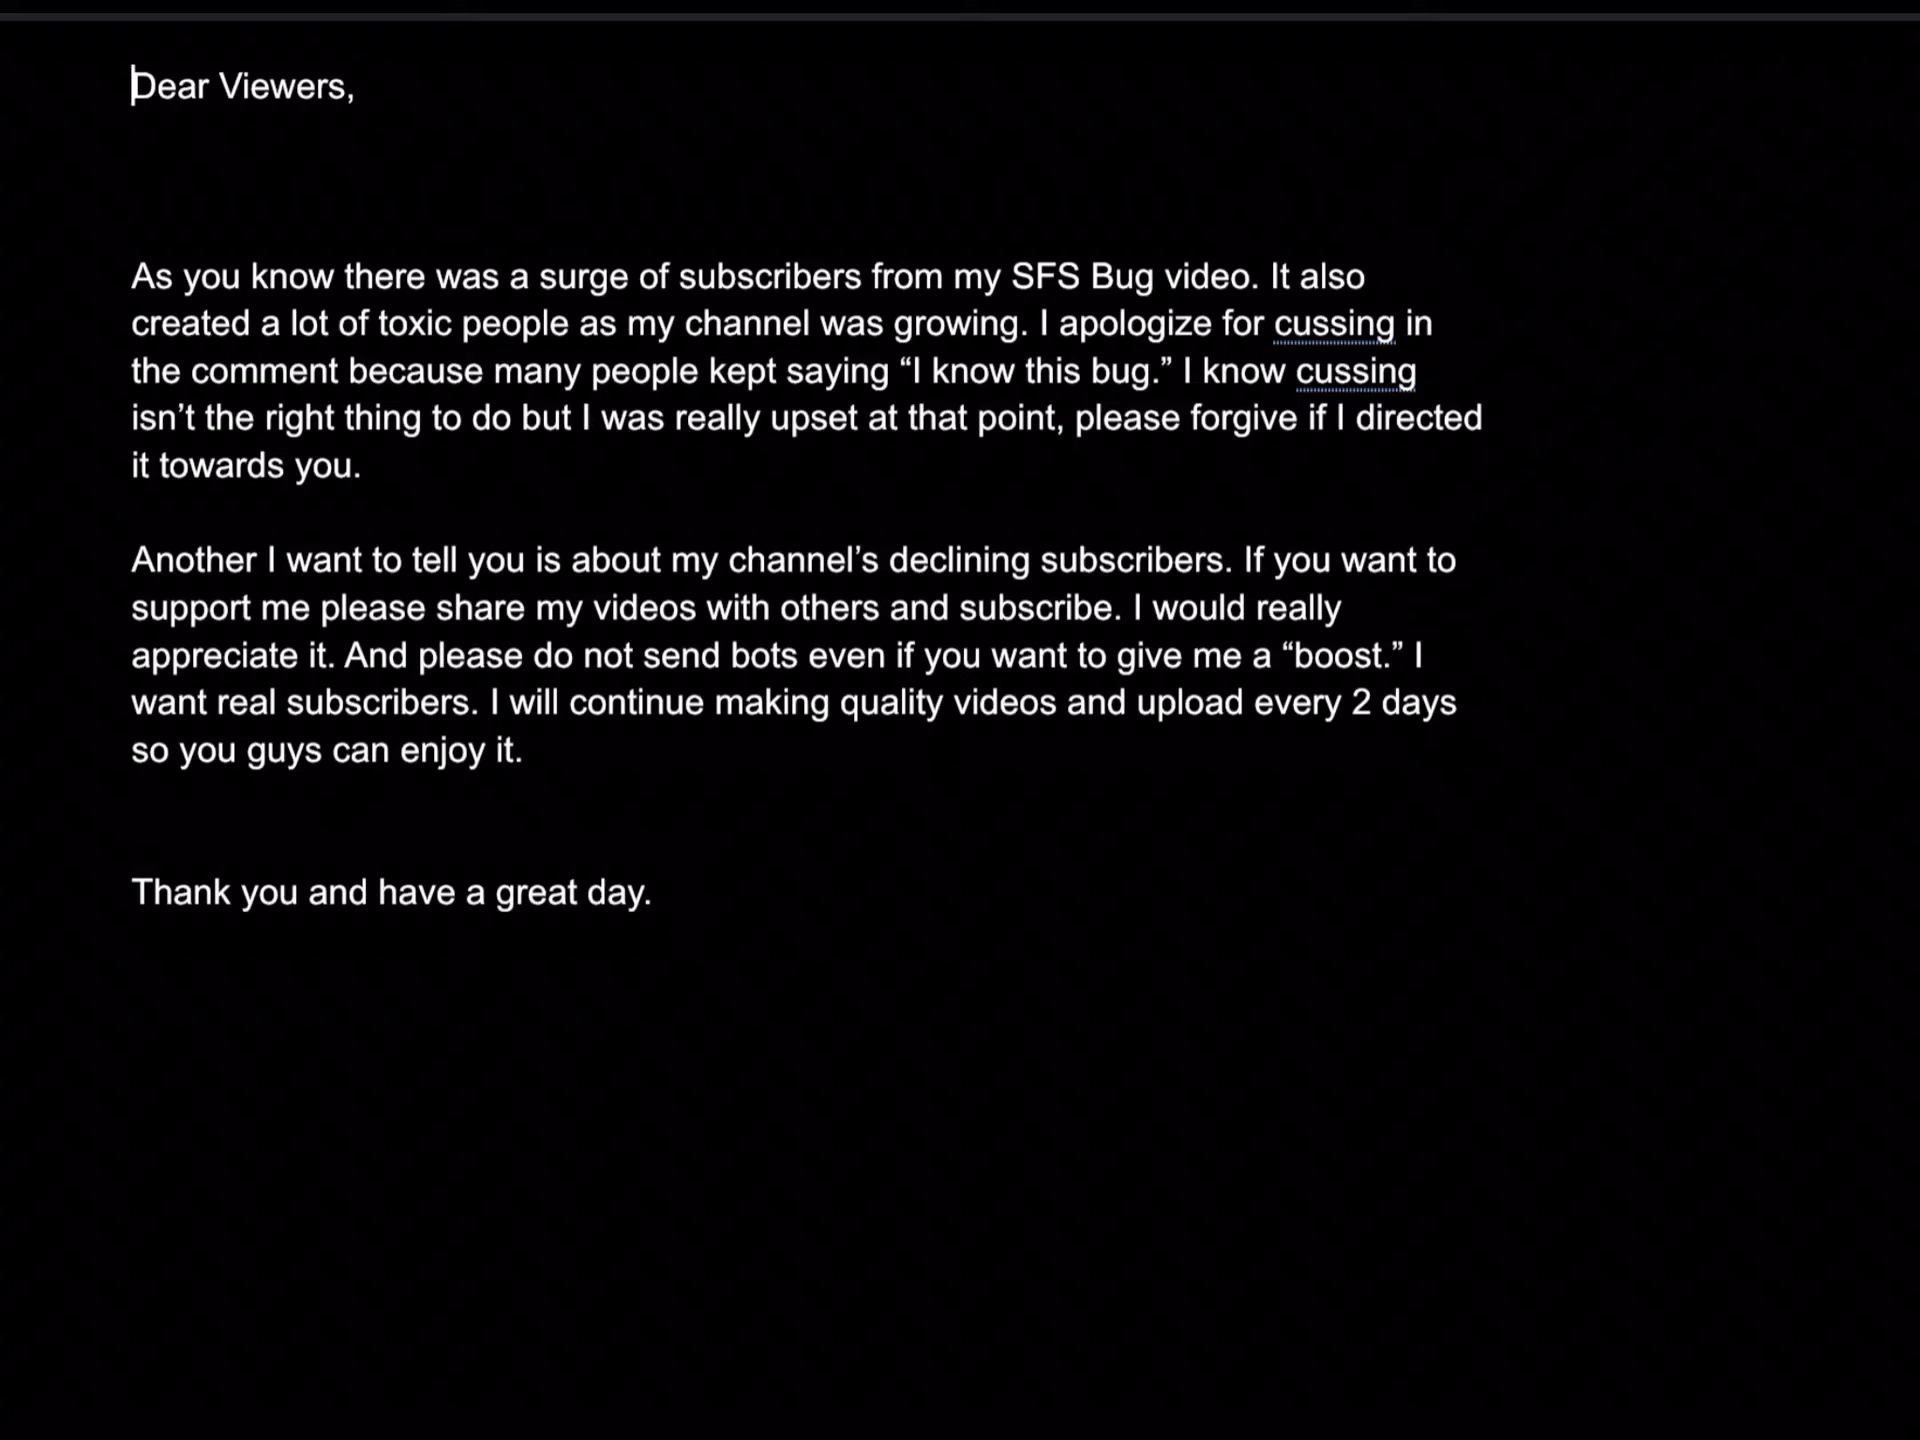 Dear Viewers,
As you know there was a surge of subscribers from my SFS Bug video. It also
created a lot of toxic people as my channel was growing. I apologize for cussing in
the comment because many people kept saying “I know this bug.” I know cussing
isn’t the right thing to do but I was really upset at that point, please forgive if I directed
it towards you.
Another I want to tell you is about my channel’s declining subscribers. If you want to
support me please share my videos with others and subscribe. I would really
appreciate it. And please do not send bots even if you want to give me a “boost.” I
want real subscribers. I will continue making quality videos and upload every 2 days
so you guys can enjoy it.
Thank you and have a great day.